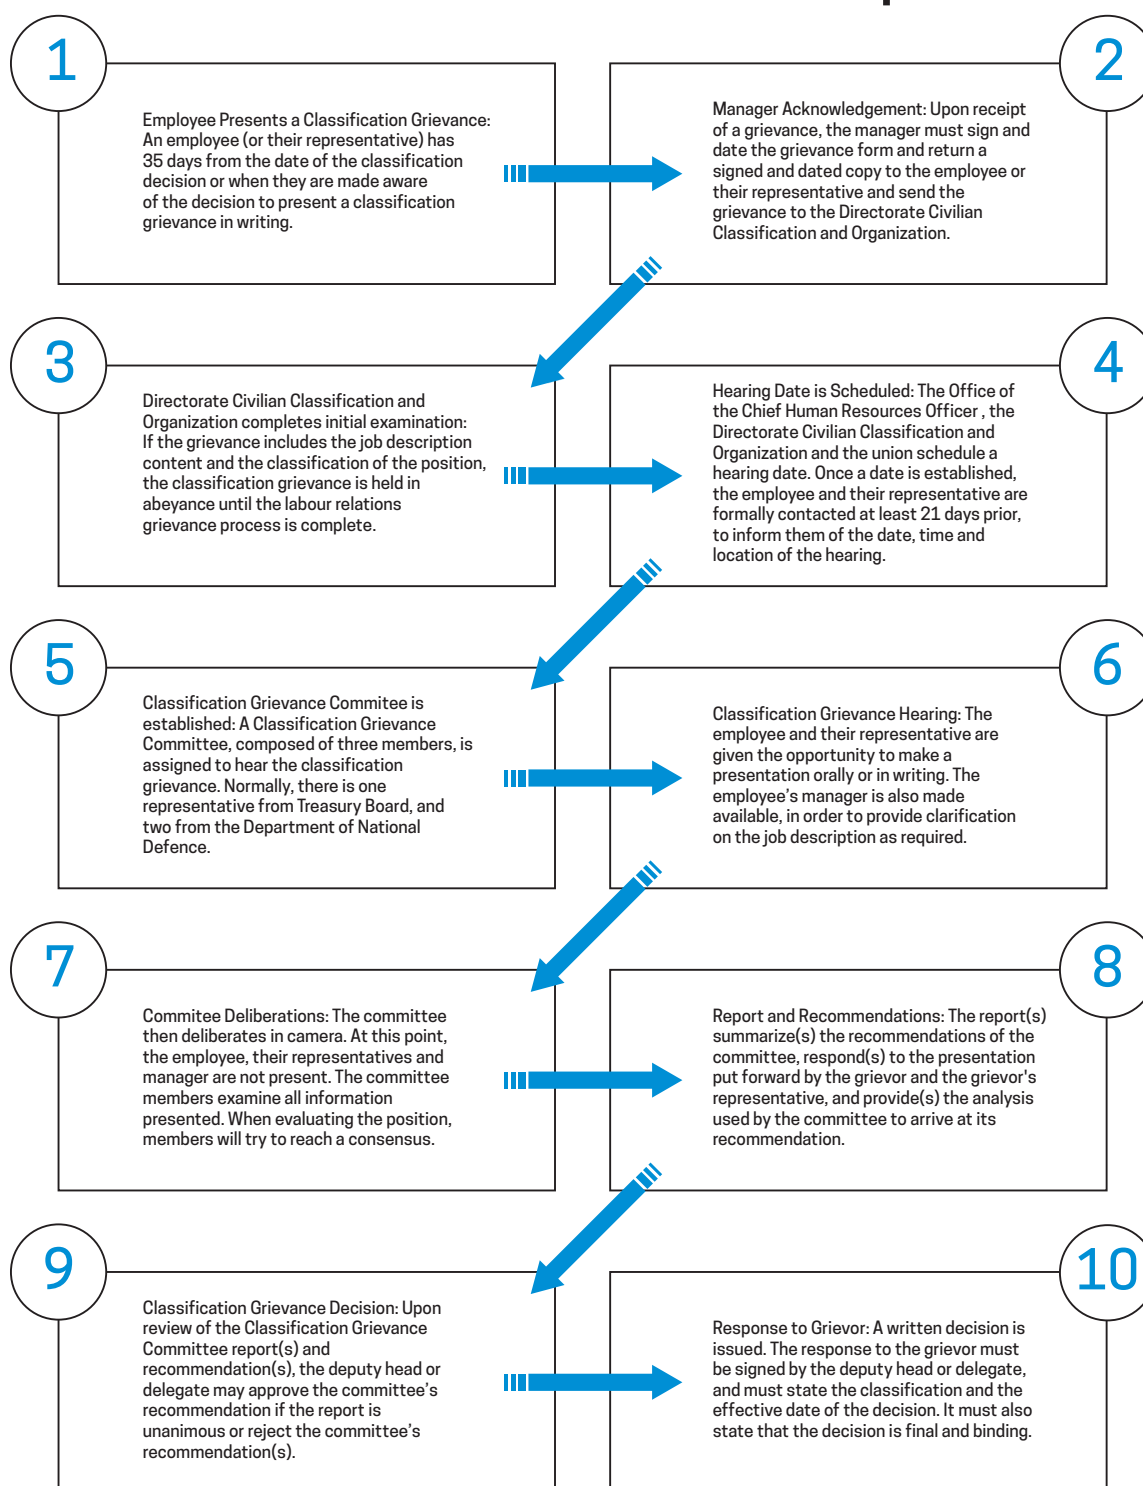 1
Employee Presents a Classification Grievance:
An employee (or their representative) has
35 days from the date of the classification
decision or when they are made aware
of the decision to present a classification
grievance in writing.
2
Manager Acknowledgement: Upon receipt
of a grievance, the manager must sign and
date the grievance form and return a
signed and dated copy to the employee or
their representative and send the
grievance to the Directorate Civilian
Classification and Organization.
3
Directorate Civilian Classification and
Organization completes initial examination:
If the grievance includes the job description
content and the classification of the position,
the classification grievance is held in
abeyance until the labour relations
grievance process is complete.
4
Hearing Date is Scheduled: The Office of
the Chief Human Resources Officer , the
Directorate Civilian Classification and
Organization and the union schedule a
hearing date. Once a date is established,
the employee and their representative are
formally contacted at least 21 days prior,
to inform them of the date, time and
location of the hearing.
5
Classification Grievance Commitee is
established: A Classification Grievance
Committee, composed of three members, is
assigned to hear the classification
grievance. Normally, there is one
representative from Treasury Board, and
two from the Department of National
Defence.
6
Classification Grievance Hearing: The
employee and their representative are
given the opportunity to make a
presentation orally or in writing. The
employee’s manager is also made
available, in order to provide clarification
on the job description as required.
7
Commitee Deliberations: The committee
then deliberates in camera. At this point,
the employee, their representatives and
manager are not present. The committee
members examine all information
presented. When evaluating the position,
members will try to reach a consensus.
8
Report and Recommendations: The report(s)
summarize(s) the recommendations of the
committee, respond(s) to the presentation
put forward by the grievor and the grievor's
representative, and provide(s) the analysis
used by the committee to arrive at its
recommendation.
9
Classification Grievance Decision: Upon
review of the Classification Grievance
Committee report(s) and
recommendation(s), the deputy head or
delegate may approve the committee’s
recommendation if the report is
unanimous or reject the committee’s
recommendation(s).
10
Response to Grievor: A written decision is
issued. The response to the grievor must
be signed by the deputy head or delegate,
and must state the classification and the
effective date of the decision. It must also
state that the decision is final and binding.